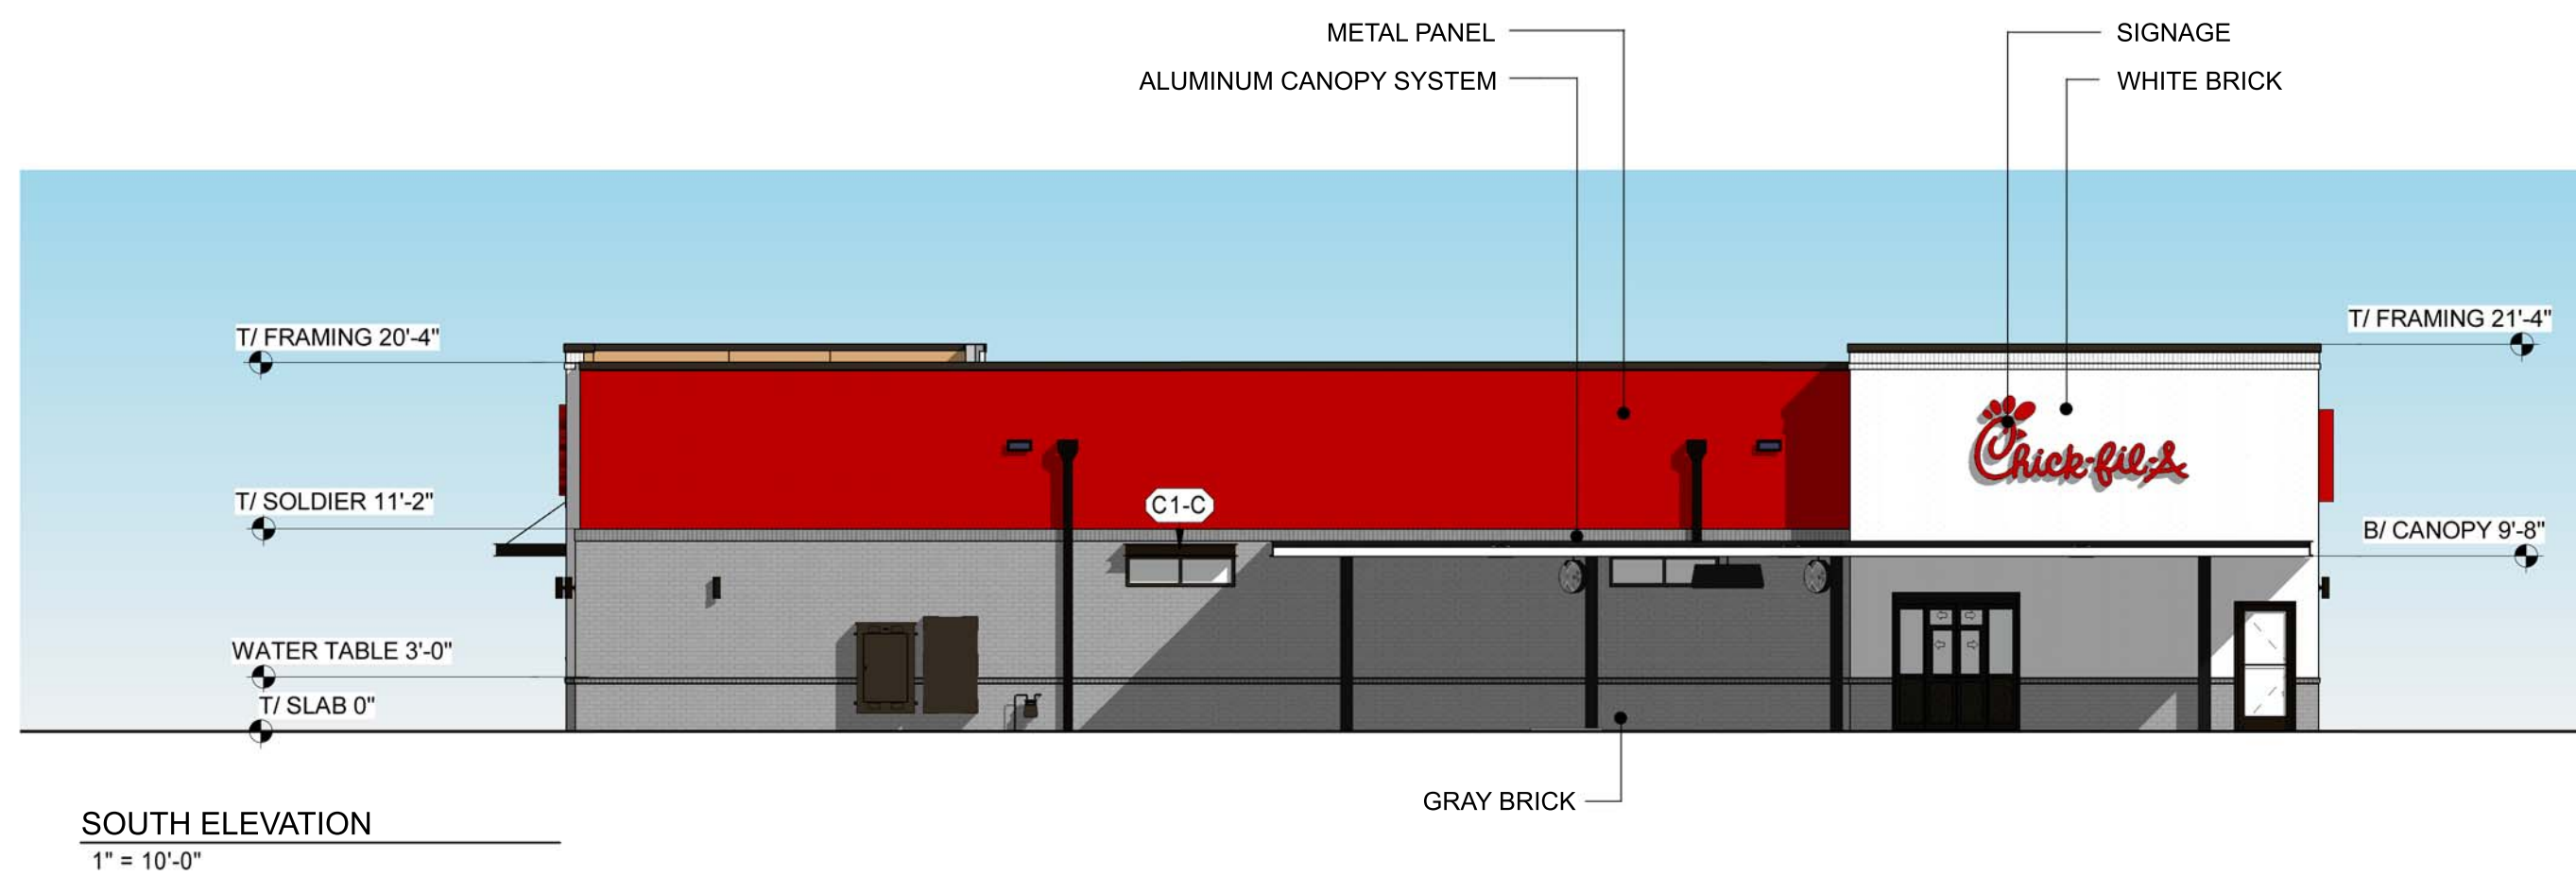 METAL PANEL
SIGNAGE
ALUMINUM CANOPY SYSTEM
WHITE BRICK
T/ FRAMING 21'-4"
T/ FRAMING 20'-4"
Chick-fil-A
T/ SOLDIER 11'-2"
C1-C
B/ CANOPY 9'-8"
WATER TABLE 3'-0"
T/ SLAB 0"
GRAY BRICK
SOUTH ELEVATION
1" = 10'-0"